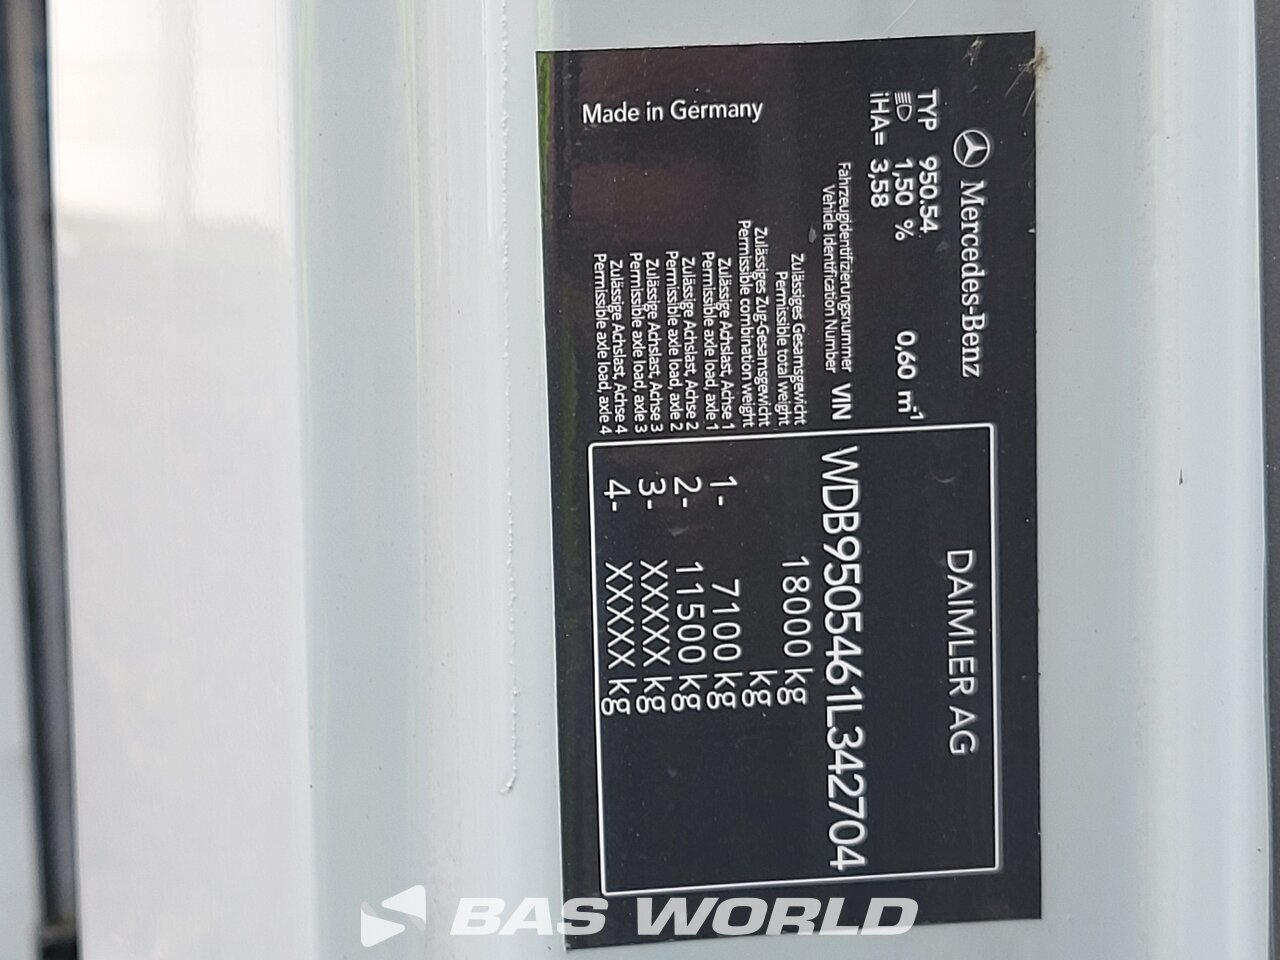 Mercedes-Benz
DAIMLER AG
TYP 950.54
1,50 % 0,60 m⁻¹
iHA= 3,58
Fahrzeugidentifizierungsnummer
Vehicle Identification Number VIN WDB9505461L342704
Zulässiges Gesamsgewicht
Permissible total weight 18000 kg
Zulässiges Zug-Gesamsgewicht
Permissible combination weight kg
Zulässige Achslast, Achse 1
Permissible axle load, axle 1 1- 7100 kg
Zulässige Achslast, Achse 2
Permissible axle load, axle 2 2- 11500 kg
Zulässige Achslast, Achse 3
Permissible axle load, axle 3 3- XXXXX kg
Zulässige Achslast, Achse 4
Permissible axle load, axle 4 4- XXXXX kg
Made in Germany
BAS WORLD